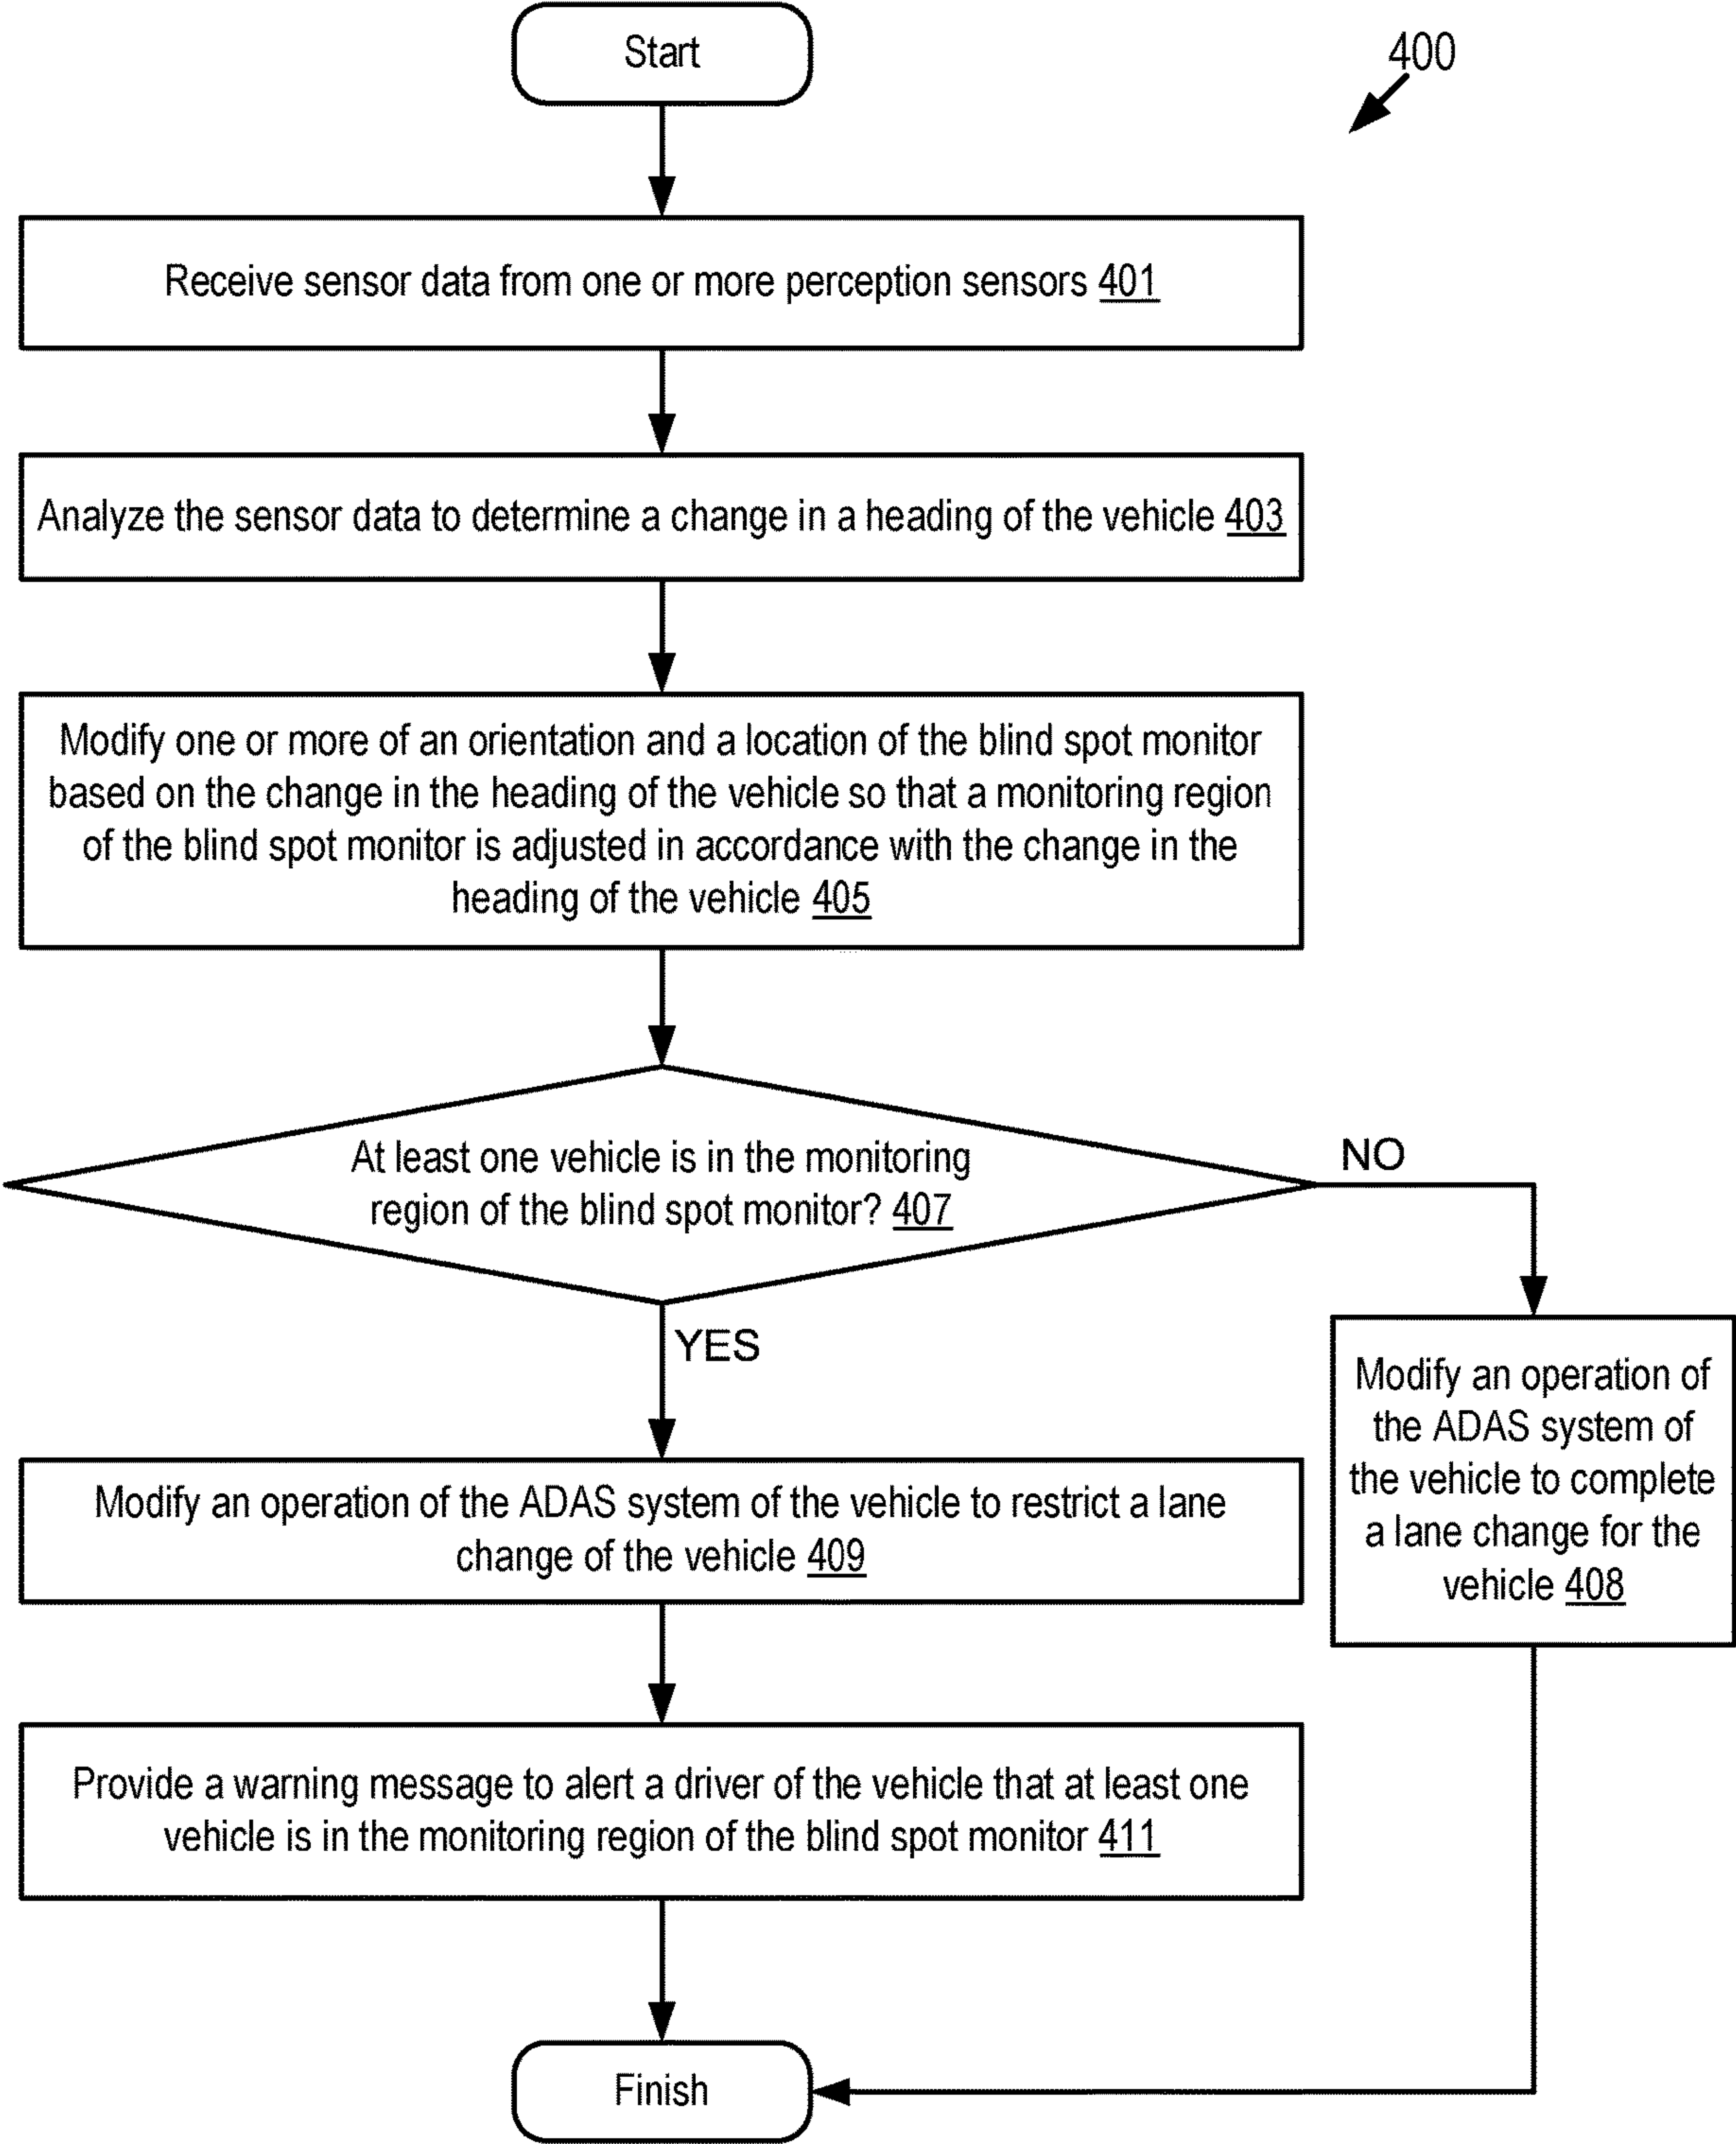 Start
400
Receive sensor data from one or more perception sensors 401
Analyze the sensor data to determine a change in a heading of the vehicle 403
Modify one or more of an orientation and a location of the blind spot monitor
based on the change in the heading of the vehicle so that a monitoring region
of the blind spot monitor is adjusted in accordance with the change in the
heading of the vehicle 405
At least one vehicle is in the monitoring
region of the blind spot monitor? 407
NO
YES
Modify an operation of
the ADAS system of
the vehicle to complete
a lane change for the
vehicle 408
Modify an operation of the ADAS system of the vehicle to restrict a lane
change of the vehicle 409
Provide a warning message to alert a driver of the vehicle that at least one
vehicle is in the monitoring region of the blind spot monitor 411
Finish